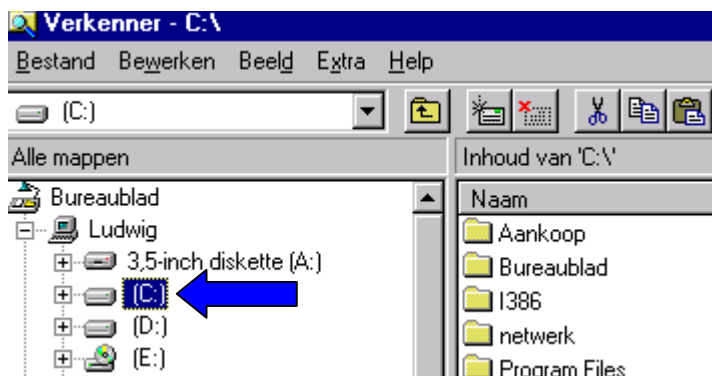 Verkenner - C:\
Bestand Bewerken Beeld Extra Help
(C:)
Alle mappen
Inhoud van 'C:\'
Bureaublad
Ludwig
3,5-inch diskette (A:)
(C:)
(D:)
(E:)
Naam
Aankoop
Bureaublad
I386
netwerk
Program Files